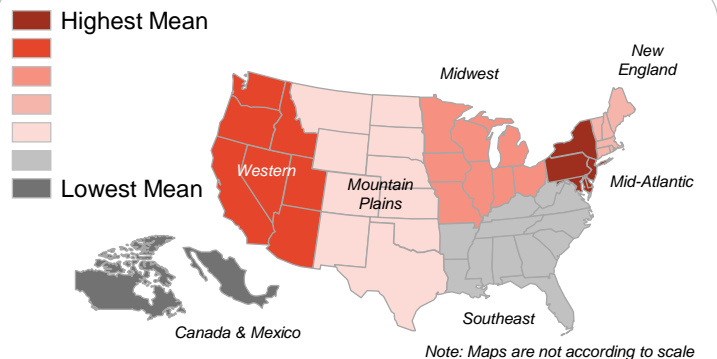 Highest Mean
Lowest Mean
New
England
Midwest
Western
Mountain
Plains
Mid-Atlantic
Southeast
Canada & Mexico
Note: Maps are not according to scale